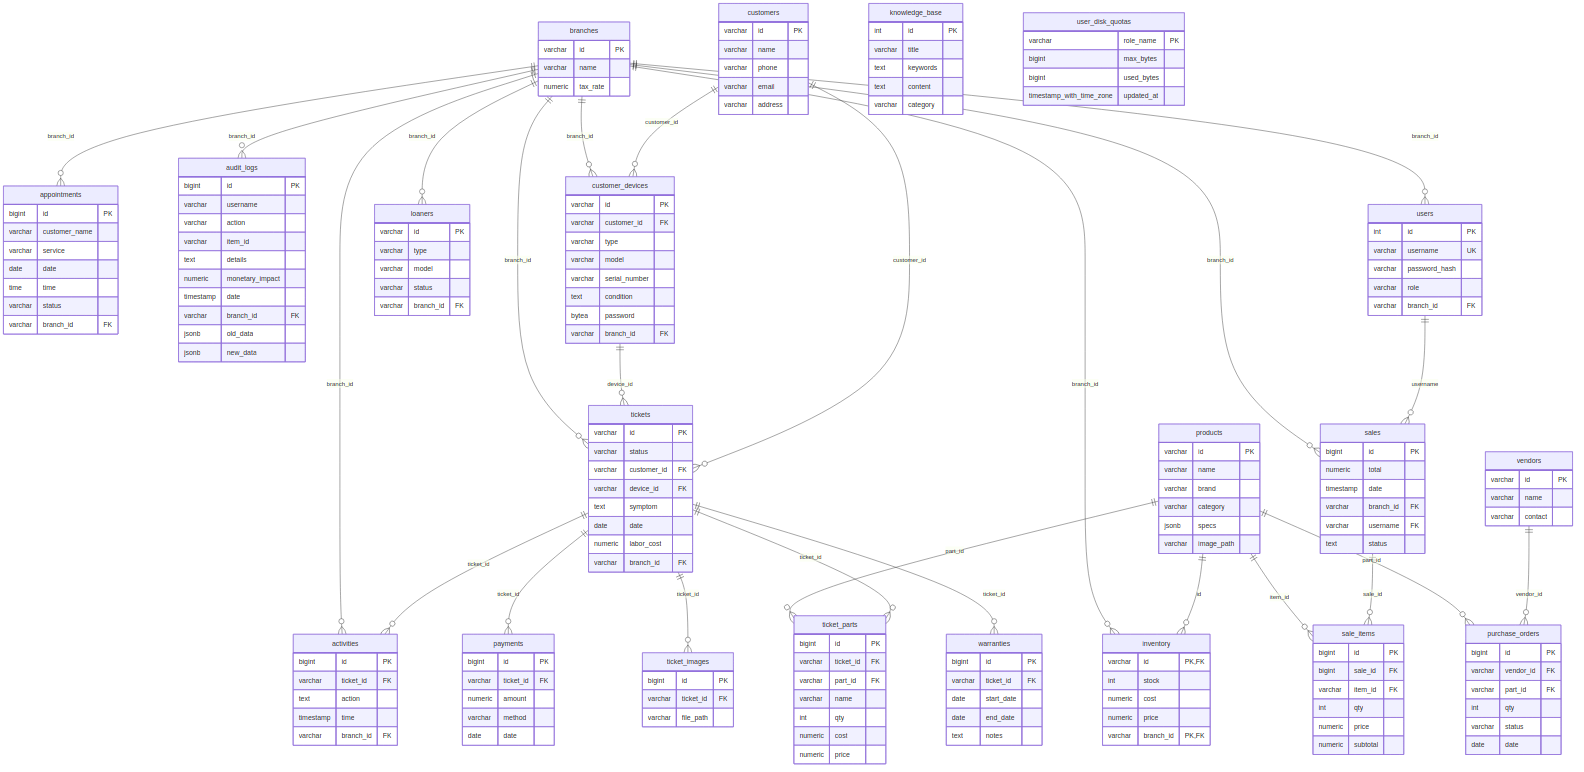 branches
varchar id PK
varchar name
numeric tax_rate
customers
varchar id PK
varchar name
varchar phone
varchar email
varchar address
knowledge_base
int id PK
varchar title
text keywords
text content
varchar category
user_disk_quotas
varchar role_name PK
bigint max_bytes
bigint used_bytes
timestamp_with_time_zone updated_at
branch_id
branch_id
branch_id
branch_id
customer_id
branch_id
appointments
bigint id PK
varchar customer_name
varchar service
date date
time time
varchar status
varchar branch_id FK
audit_logs
bigint id PK
varchar username
varchar action
varchar item_id
text details
numeric monetary_impact
timestamp date
varchar branch_id FK
jsonb old_data
jsonb new_data
loaners
varchar id PK
varchar type
varchar model
varchar status
varchar branch_id FK
customer_devices
varchar id PK
varchar customer_id FK
varchar type
varchar model
varchar serial_number
text condition
bytea password
varchar branch_id FK
users
int id PK
varchar username UK
varchar password_hash
varchar role
varchar branch_id FK
branch_id
customer_id
branch_id
branch_id
device_id
branch_id
username
tickets
varchar id PK
varchar status
varchar customer_id FK
varchar device_id FK
text symptom
date date
numeric labor_cost
varchar branch_id FK
products
varchar id PK
varchar name
varchar brand
varchar category
jsonb specs
varchar image_path
sales
bigint id PK
numeric total
timestamp date
varchar branch_id FK
varchar username FK
text status
vendors
varchar id PK
varchar name
varchar contact
ticket_id
ticket_id
ticket_id
ticket_id
part_id
ticket_id
id
item_id
part_id
sale_id
vendor_id
activities
bigint id PK
varchar ticket_id FK
text action
timestamp time
varchar branch_id FK
payments
bigint id PK
varchar ticket_id FK
numeric amount
varchar method
date date
ticket_images
bigint id PK
varchar ticket_id FK
varchar file_path
ticket_parts
bigint id PK
varchar ticket_id FK
varchar part_id FK
varchar name
int qty
numeric cost
numeric price
warranties
bigint id PK
varchar ticket_id FK
date start_date
date end_date
text notes
inventory
varchar id PK,FK
int stock
numeric cost
numeric price
varchar branch_id PK,FK
sale_items
bigint id PK
bigint sale_id FK
varchar item_id FK
int qty
numeric price
numeric subtotal
purchase_orders
bigint id PK
varchar vendor_id FK
varchar part_id FK
int qty
varchar status
date date